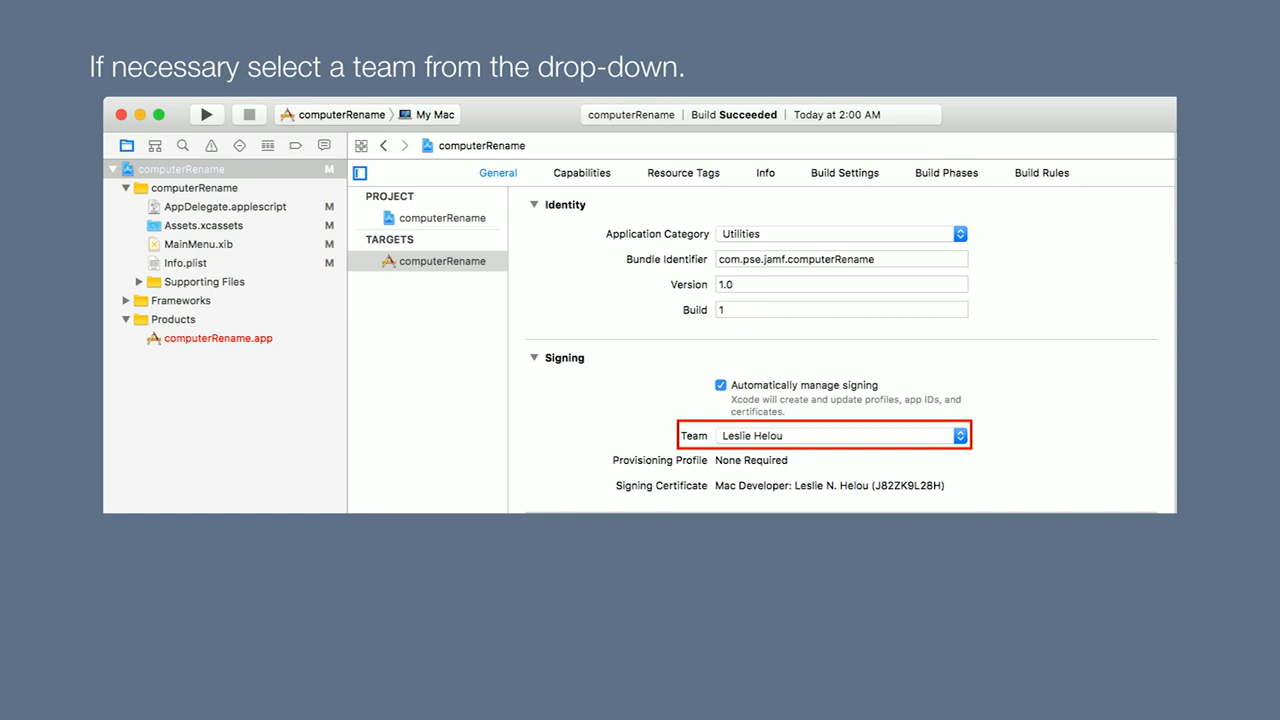 If necessary select a team from the drop-down.
computerRename My Mac
computerRename Build Succeeded Today at 2:00 AM
computerRename
General Capabilities Resource Tags Info Build Settings Build Phases Build Rules
computerRename M
computerRename
AppDelegate.applescript M
Assets.xcassets M
MainMenu.xib M
Info.plist M
Supporting Files
Frameworks
Products
computerRename.app
PROJECT
computerRename
TARGETS
computerRename
Identity
Application Category Utilities
Bundle Identifier com.pse.jamf.computerRename
Version 1.0
Build 1
Signing
Automatically manage signing
Xcode will create and update profiles, app IDs, and
certificates.
Team Leslie Helou
Provisioning Profile None Required
Signing Certificate Mac Developer: Leslie N. Helou (J82ZK9L28H)